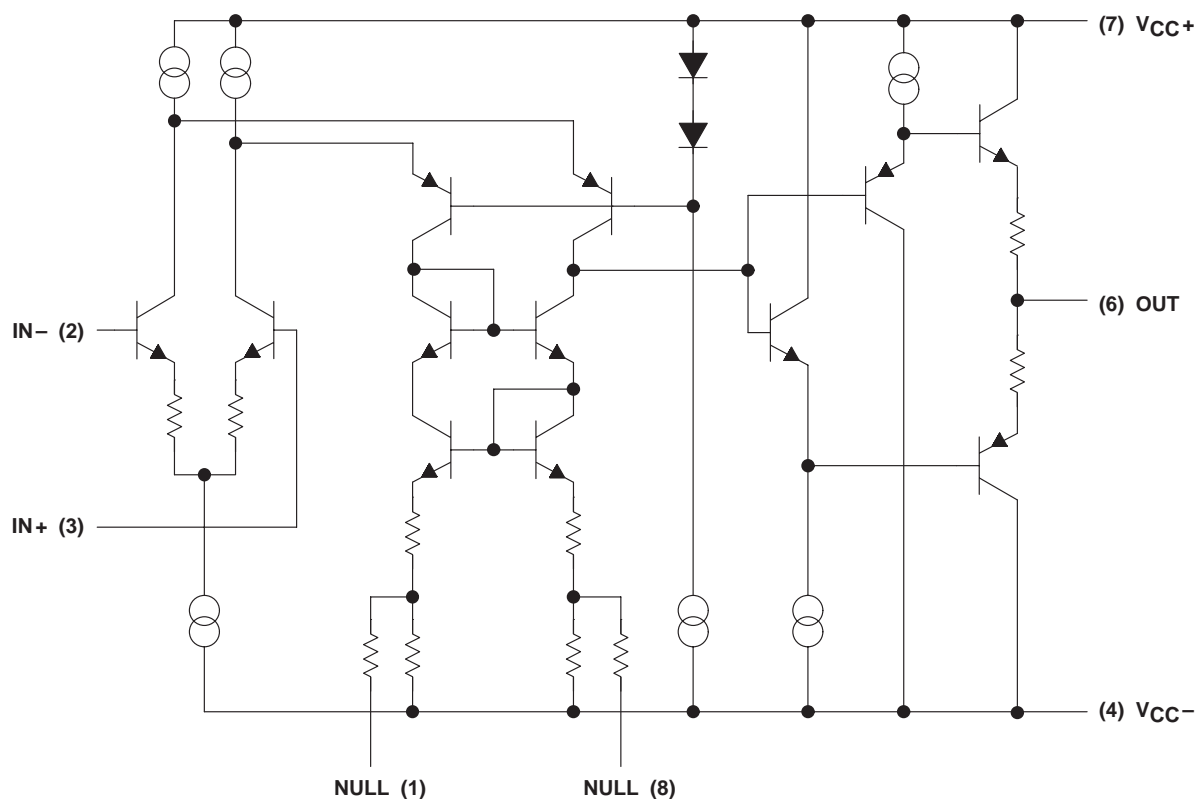 (7) VCC+
IN− (2)
(6) OUT
IN+ (3)
(4) VCC−
NULL (1)
NULL (8)